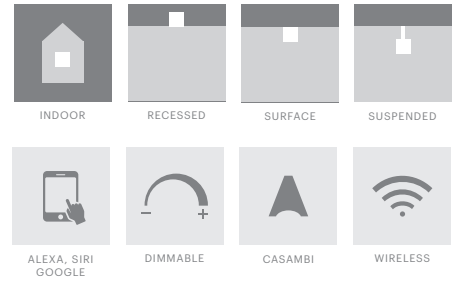 INDOOR
RECESSED
SURFACE
SUSPENDED
ALEXA, SIRI
GOOGLE
DIMMABLE
CASAMBI
WIRELESS